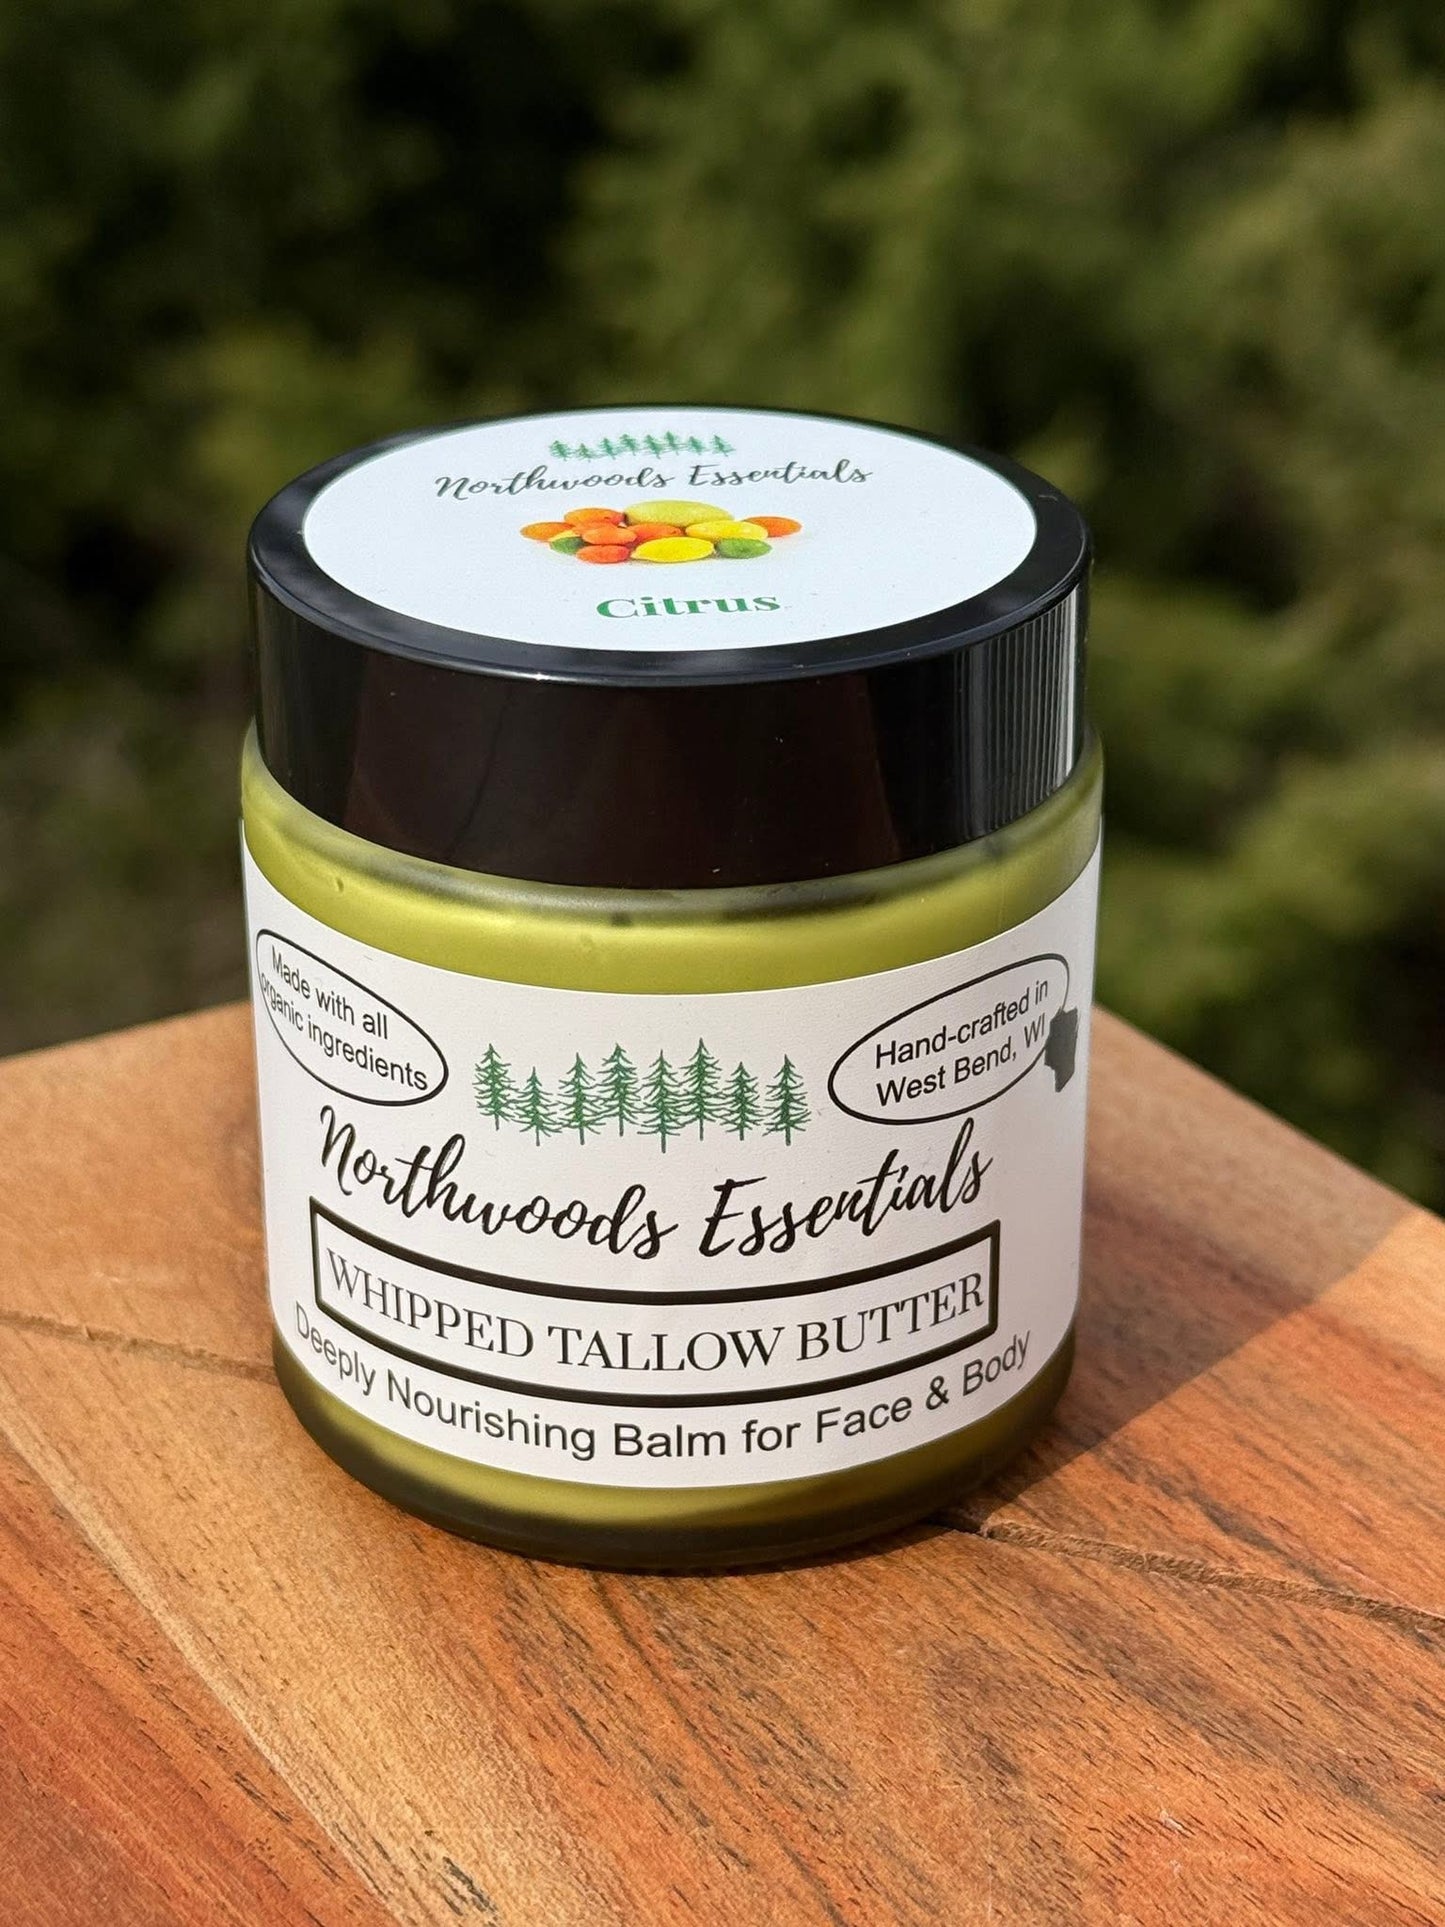 Northwoods Essentials
Citrus
Made with all
organic ingredients
Hand-crafted in
West Bend, WI
Northwoods Essentials
WHIPPED TALLOW BUTTER
Deeply Nourishing Balm for Face & Body